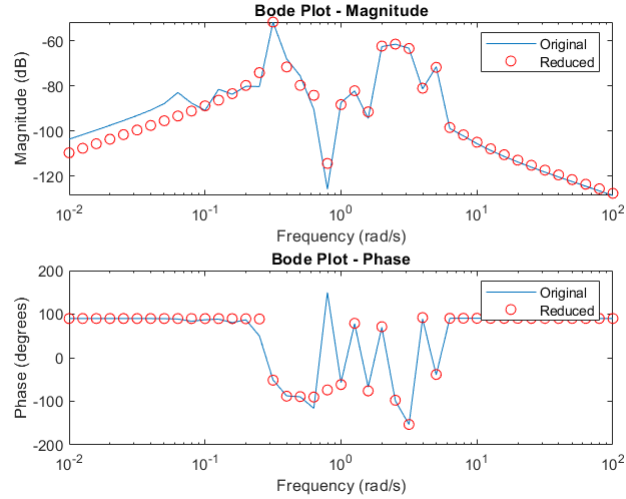 Bode Plot - Magnitude
Magnitude (dB)
-60
-80
-100
-120
Original
Reduced
10^-2
10^-1
10^0
10^1
10^2
Frequency (rad/s)
Bode Plot - Phase
Phase (degrees)
200
100
0
-100
-200
Original
Reduced
10^-2
10^-1
10^0
10^1
10^2
Frequency (rad/s)